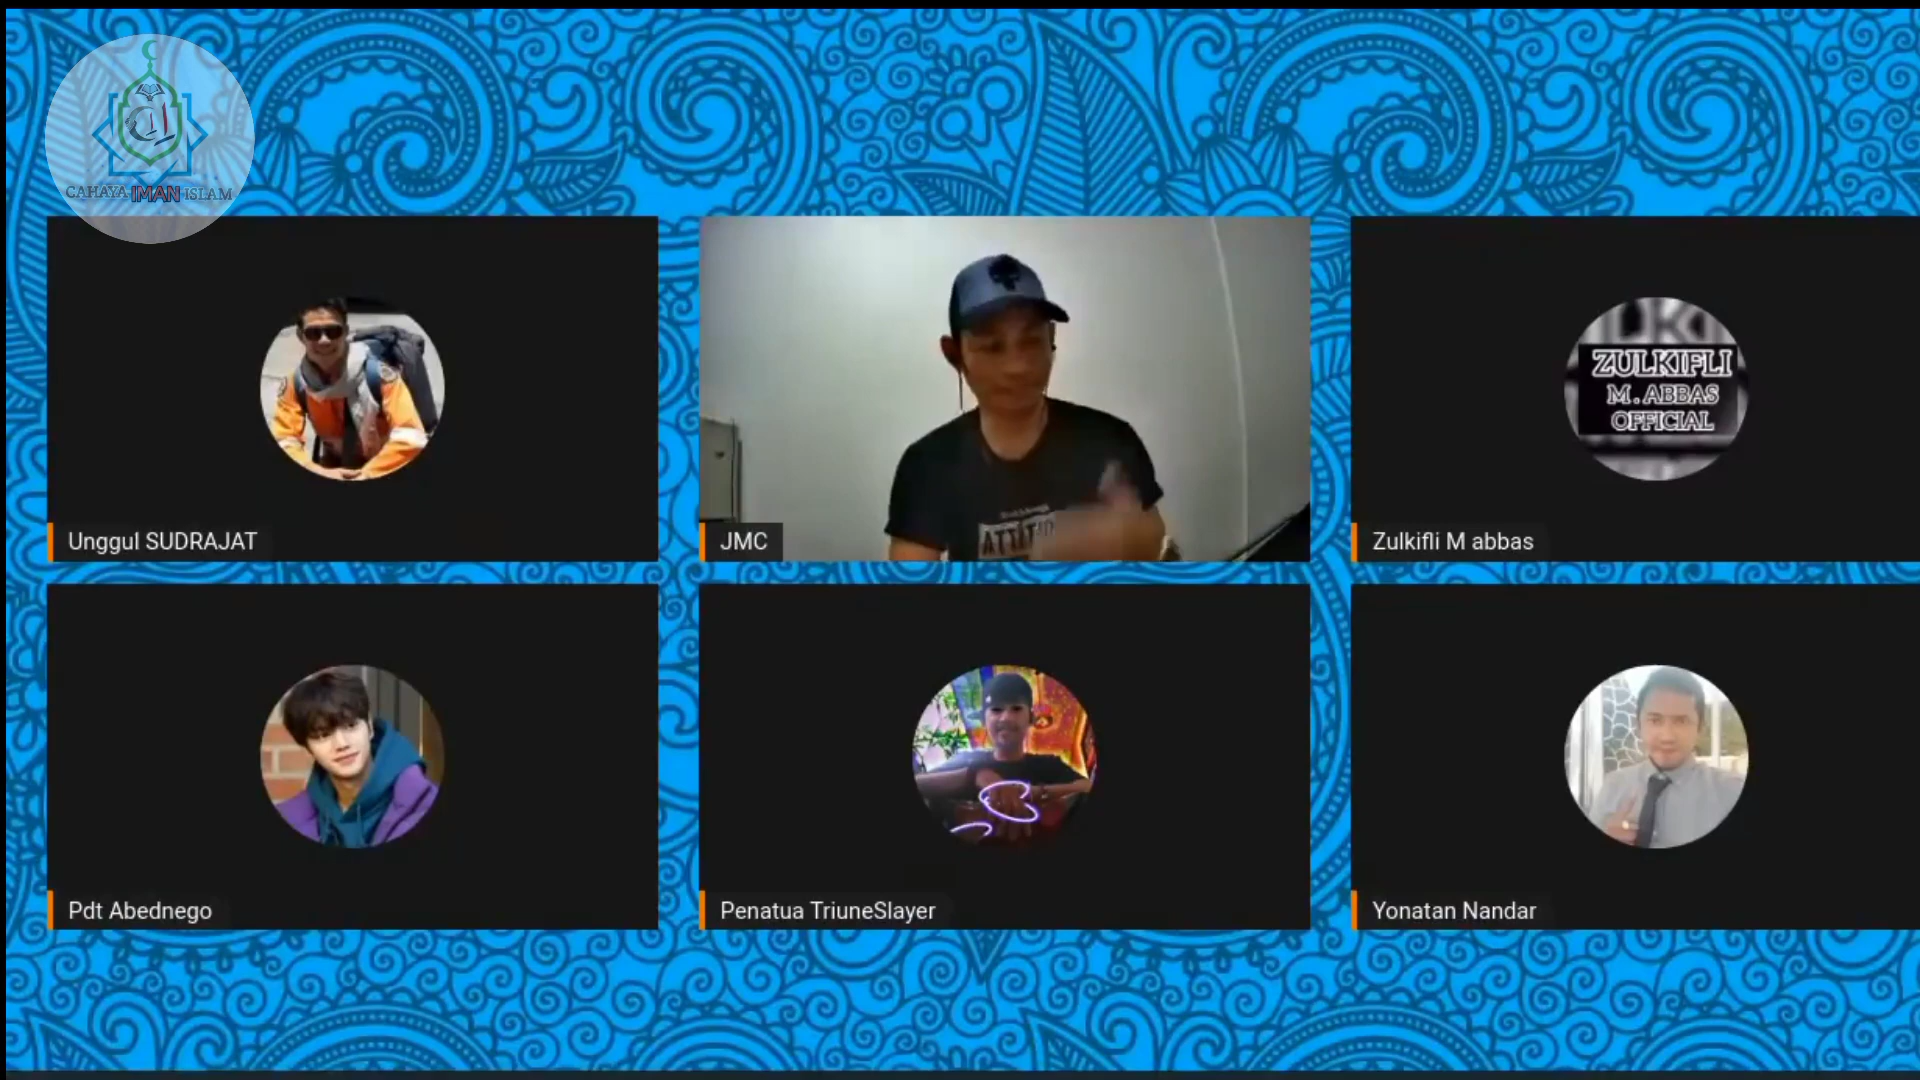 CAHAYA IMAN ISLAM
ZULKIFLI
M. ABBAS
OFFICIAL
Unggul SUDRAJAT
JMC
Zulkifli M abbas
Pdt Abednego
Penatua TriuneSlayer
Yonatan Nandar